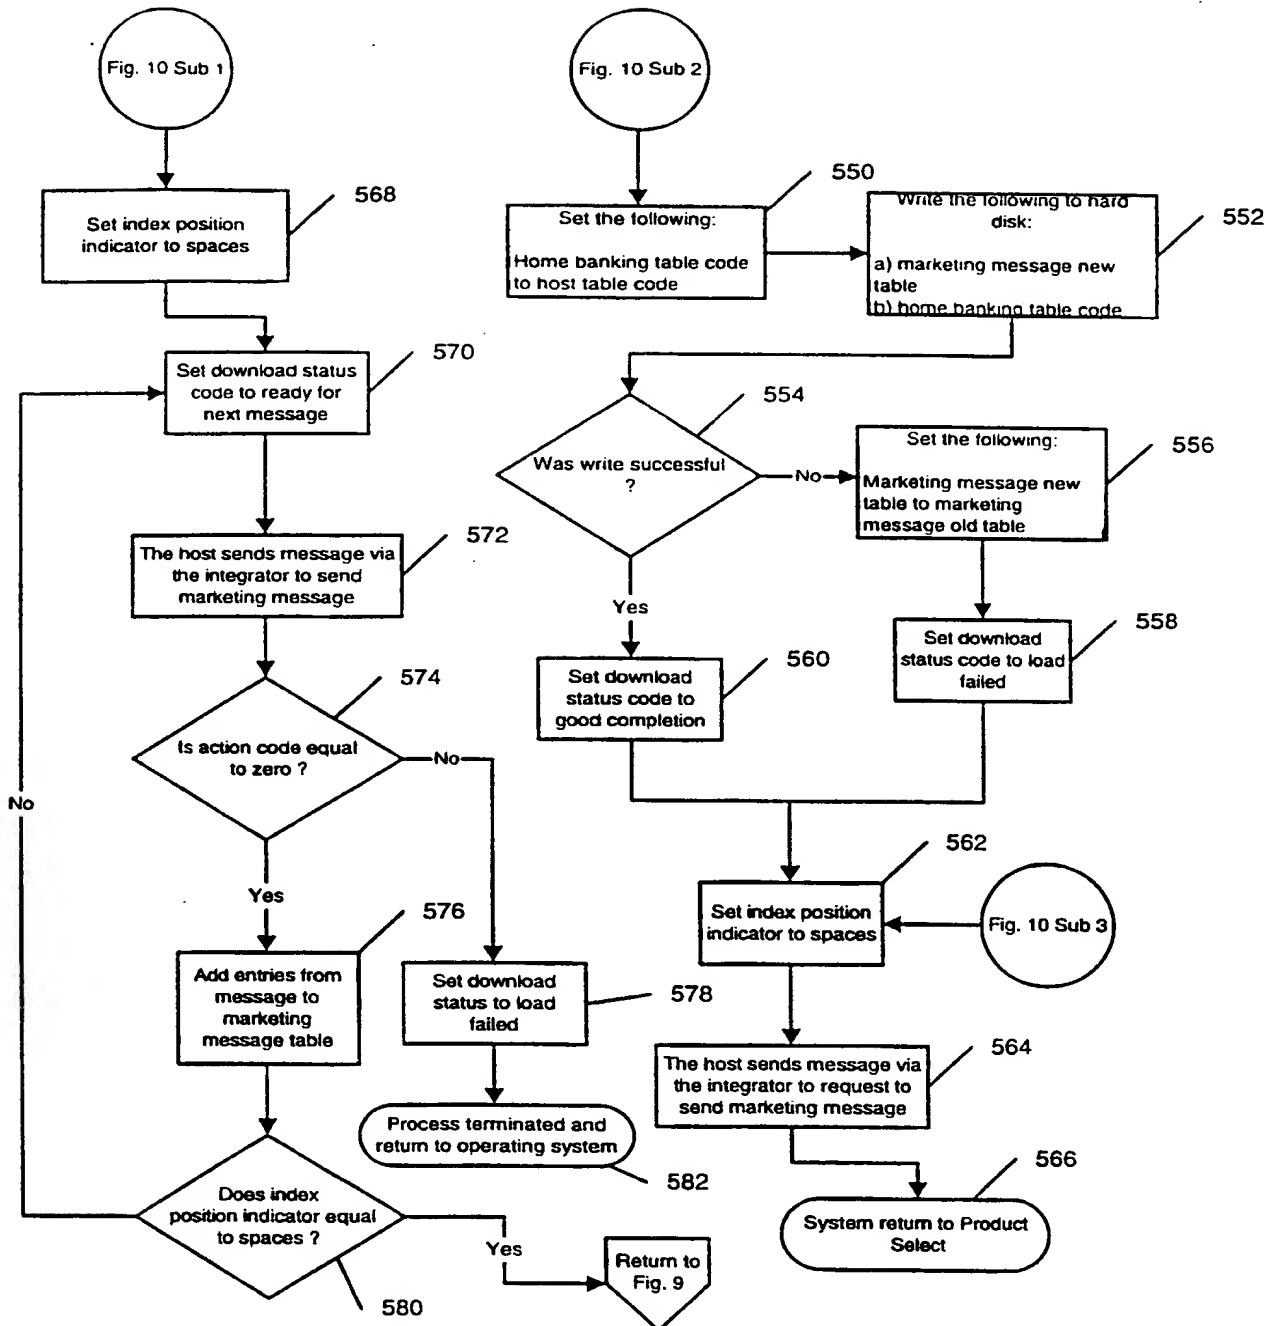 Fig. 10 Sub 1
568
Set index position
indicator to spaces
570
Set download status
code to ready for
next message
572
The host sends message via
the integrator to send
marketing message
574
Is action code equal
to zero ?
No
No
Yes
576
Add entries from
message to
marketing
message table
Set download
status to load
failed
578
Process terminated and
return to operating system
582
Does index
position indicator equal
to spaces ?
Yes
580
Return to
Fig. 9
Fig. 10 Sub 2
550
Set the following:
Home banking table code
to host table code
552
Write the following to hard
disk:
a) marketing message new
table
b) home banking table code
554
Was write successful
?
No
556
Set the following:
Marketing message new
table to marketing
message old table
Yes
558
Set download
status code to load
failed
560
Set download
status code to
good completion
562
Set index position
indicator to spaces
Fig. 10 Sub 3
564
The host sends message via
the integrator to request to
send marketing message
566
System return to Product
Select